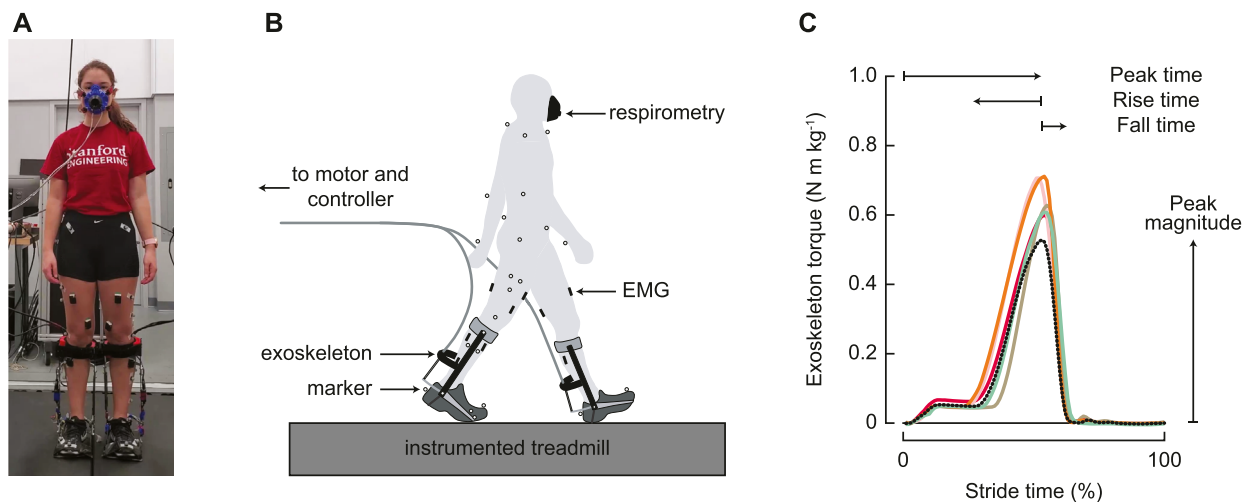 A
Stanford
ENGINEERING
B
respirometry
to motor and
controller
EMG
exoskeleton
marker
instrumented treadmill
C
Exoskeleton torque (N m kg-1)
1.0
0.8
0.6
0.4
0.2
0
Peak time
Rise time
Fall time
Peak
magnitude
0
100
Stride time (%)